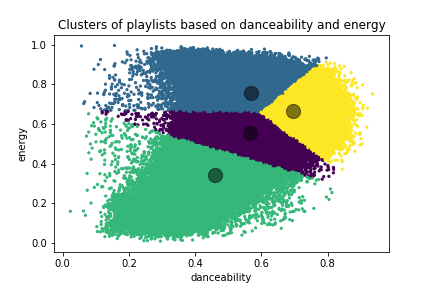 Clusters of playlists based on danceability and energy
1.0
0.8
0.6
0.4
0.2
0.0
energy
0.0 0.2 0.4 0.6 0.8
danceability